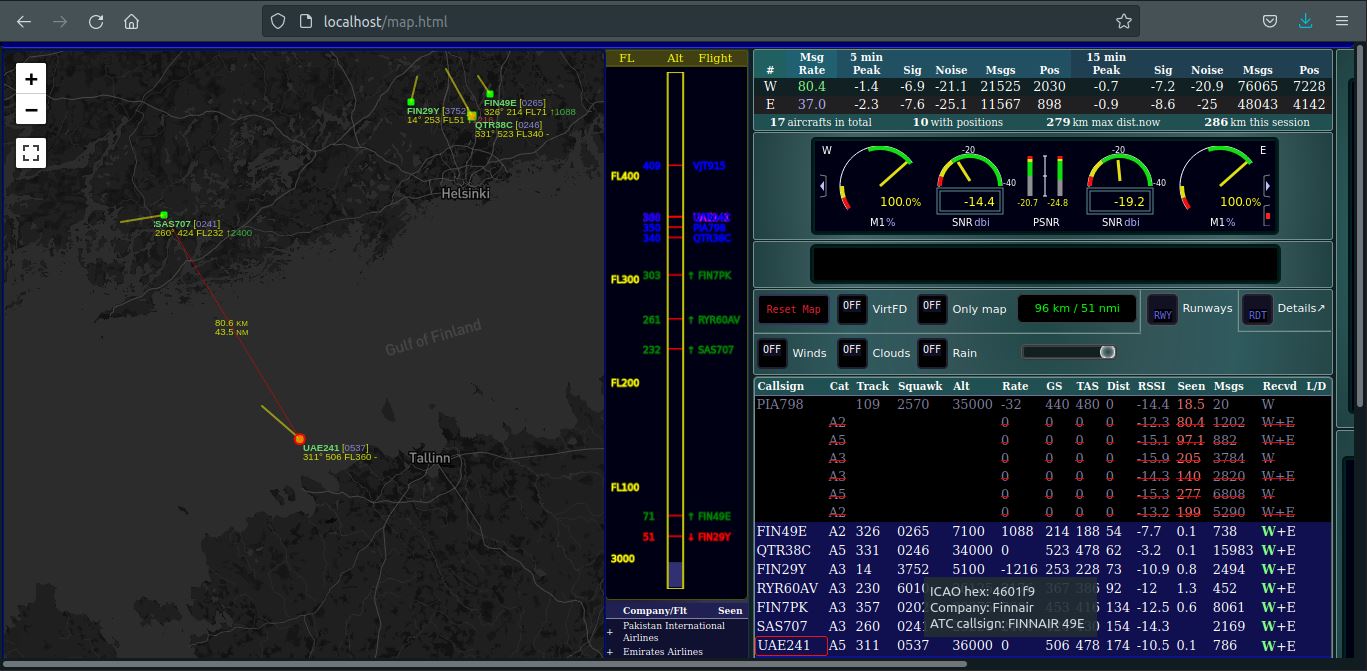 localhost/map.html
+
−
FIN29Y [3752]
14° 253 FL51
FIN49E [0265]
326° 214 FL71 ↑1088
QTR38C [0246]
331° 523 FL340 -
Helsinki
SAS707 [0241]
260° 424 FL232 ↑2400
80.6 KM
43.5 NM
Gulf of Finland
UAE241 [0537]
311° 506 FL360 -
Tallinn
FL Alt Flight
409 VJT915
FL400
350 PIA798
340 QTR38C
FL300 303 ↑ FIN7PK
261 ↑ RYR60AV
232 ↑ SAS707
FL200
FL100
71 ↑ FIN49E
51 ↓ FIN29Y
3000
Company/Flt Seen
+ Pakistan International
Airlines
+ Emirates Airlines
Msg 5 min 15 min
# Rate Peak Sig Noise Msgs Pos Peak Sig Noise Msgs Pos
W 80.4 -1.4 -6.9 -21.1 21525 2030 -0.7 -7.2 -20.9 76065 7228
E 37.0 -2.3 -7.6 -25.1 11567 898 -0.9 -8.6 -25 48043 4142
17 aircrafts in total 10 with positions 279 km max dist.now 286 km this session
W -20 -20 E
-40 -40
100.0% -14.4 -20.7 -24.8 -19.2 100.0%
M1% SNR dbi PSNR SNR dbi M1%
Reset Map OFF VirtFD OFF Only map 96 km / 51 nmi RWY Runways RDT Details↗
OFF Winds OFF Clouds OFF Rain
Callsign Cat Track Squawk Alt Rate GS TAS Dist RSSI Seen Msgs Recvd L/D
PIA798 109 2570 35000 -32 440 480 0 -14.4 18.5 20 W
A2 0 0 0 0 -12.3 80.4 1202 W+E
A5 0 0 0 0 -15.1 97.1 882 W+E
A3 0 0 0 0 -15.9 205 3784 W
A3 0 0 0 0 -14.3 140 2820 W+E
A5 0 0 0 0 -15.3 277 6808 W
A2 0 0 0 0 -13.2 199 5290 W+E
FIN49E A2 326 0265 7100 1088 214 188 54 -7.7 0.1 738 W+E
QTR38C A5 331 0246 34000 0 523 478 62 -3.2 0.1 15983 W+E
FIN29Y A3 14 3752 5100 -1216 253 228 73 -10.9 0.8 2494 W+E
RYR60AV A3 230 92 -12 1.3 452 W+E
FIN7PK A3 357 134 -12.5 0.6 8061 W+E
SAS707 A3 260 154 -14.3 2169 W+E
UAE241 A5 311 0537 36000 0 506 478 174 -10.5 0.1 786 W+E
ICAO hex: 4601f9
Company: Finnair
ATC callsign: FINNAIR 49E